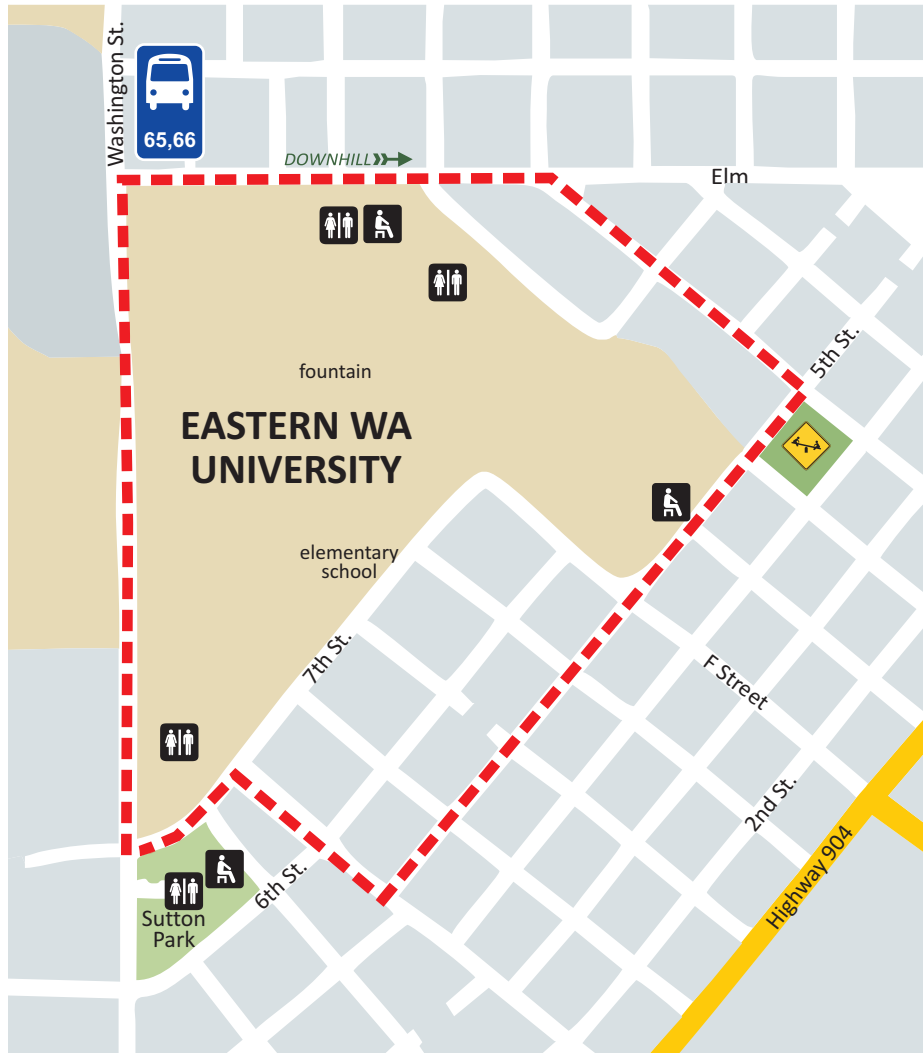 Washington St.
65,66
DOWNHILL
Elm
5th St.
fountain
EASTERN WA
UNIVERSITY
elementary
school
7th St.
F Street
2nd St.
Highway 904
6th St.
Sutton
Park